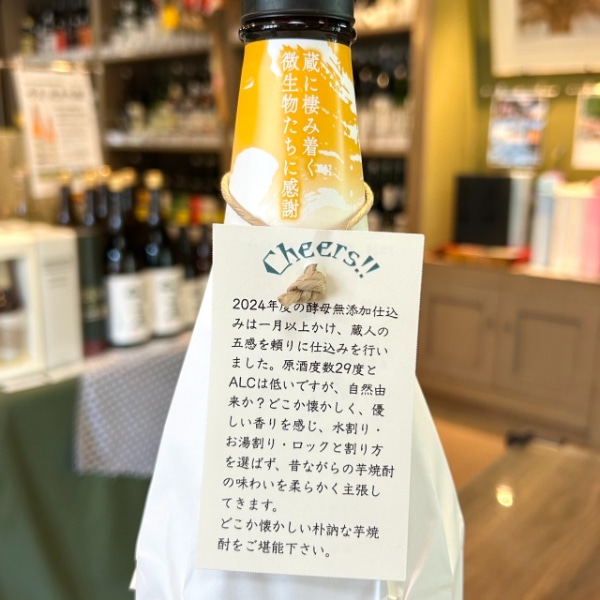 蔵に棲み着く
微生物たちに感謝
Cheers!!
2024年度の酵母無添加仕込
みは一月以上かけ、蔵人の
五感を頼りに仕込みを行い
ました。原酒度数29度と
ALCは低いですが、自然由
来か?どこか懐かしく、優
しい香りを感じ、水割り・
お湯割り・ロックと割り方
を選ばず、昔ながらの芋焼酎
の味わいを柔らかく主張し
てきます。
どこか懐かしい朴訥な芋焼
酎をご堪能下さい。